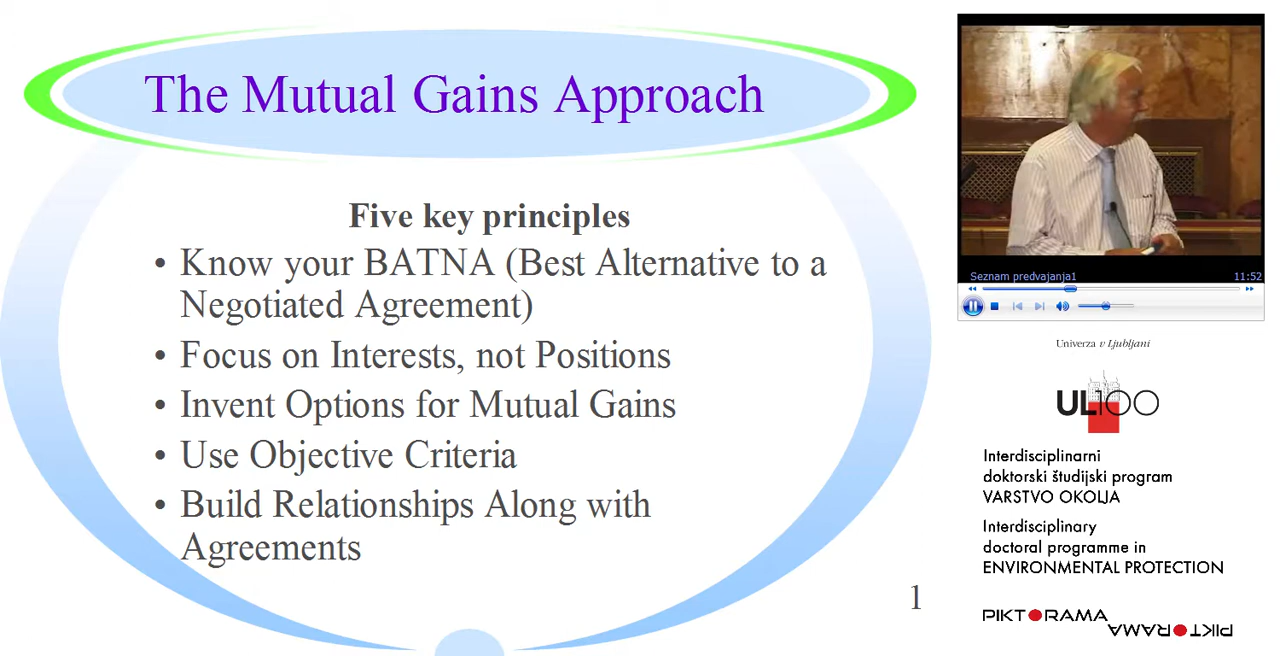 The Mutual Gains Approach
Five key principles
• Know your BATNA (Best Alternative to a
Negotiated Agreement)
• Focus on Interests, not Positions
• Invent Options for Mutual Gains
• Use Objective Criteria
• Build Relationships Along with
Agreements
1
Seznam predvajanja1 11:52
Univerza v Ljubljani
UL100
Interdisciplinarni
doktorski študijski program
VARSTVO OKOLJA
Interdisciplinary
doctoral programme in
ENVIRONMENTAL PROTECTION
PIKTORAMA
PIKTORAMA